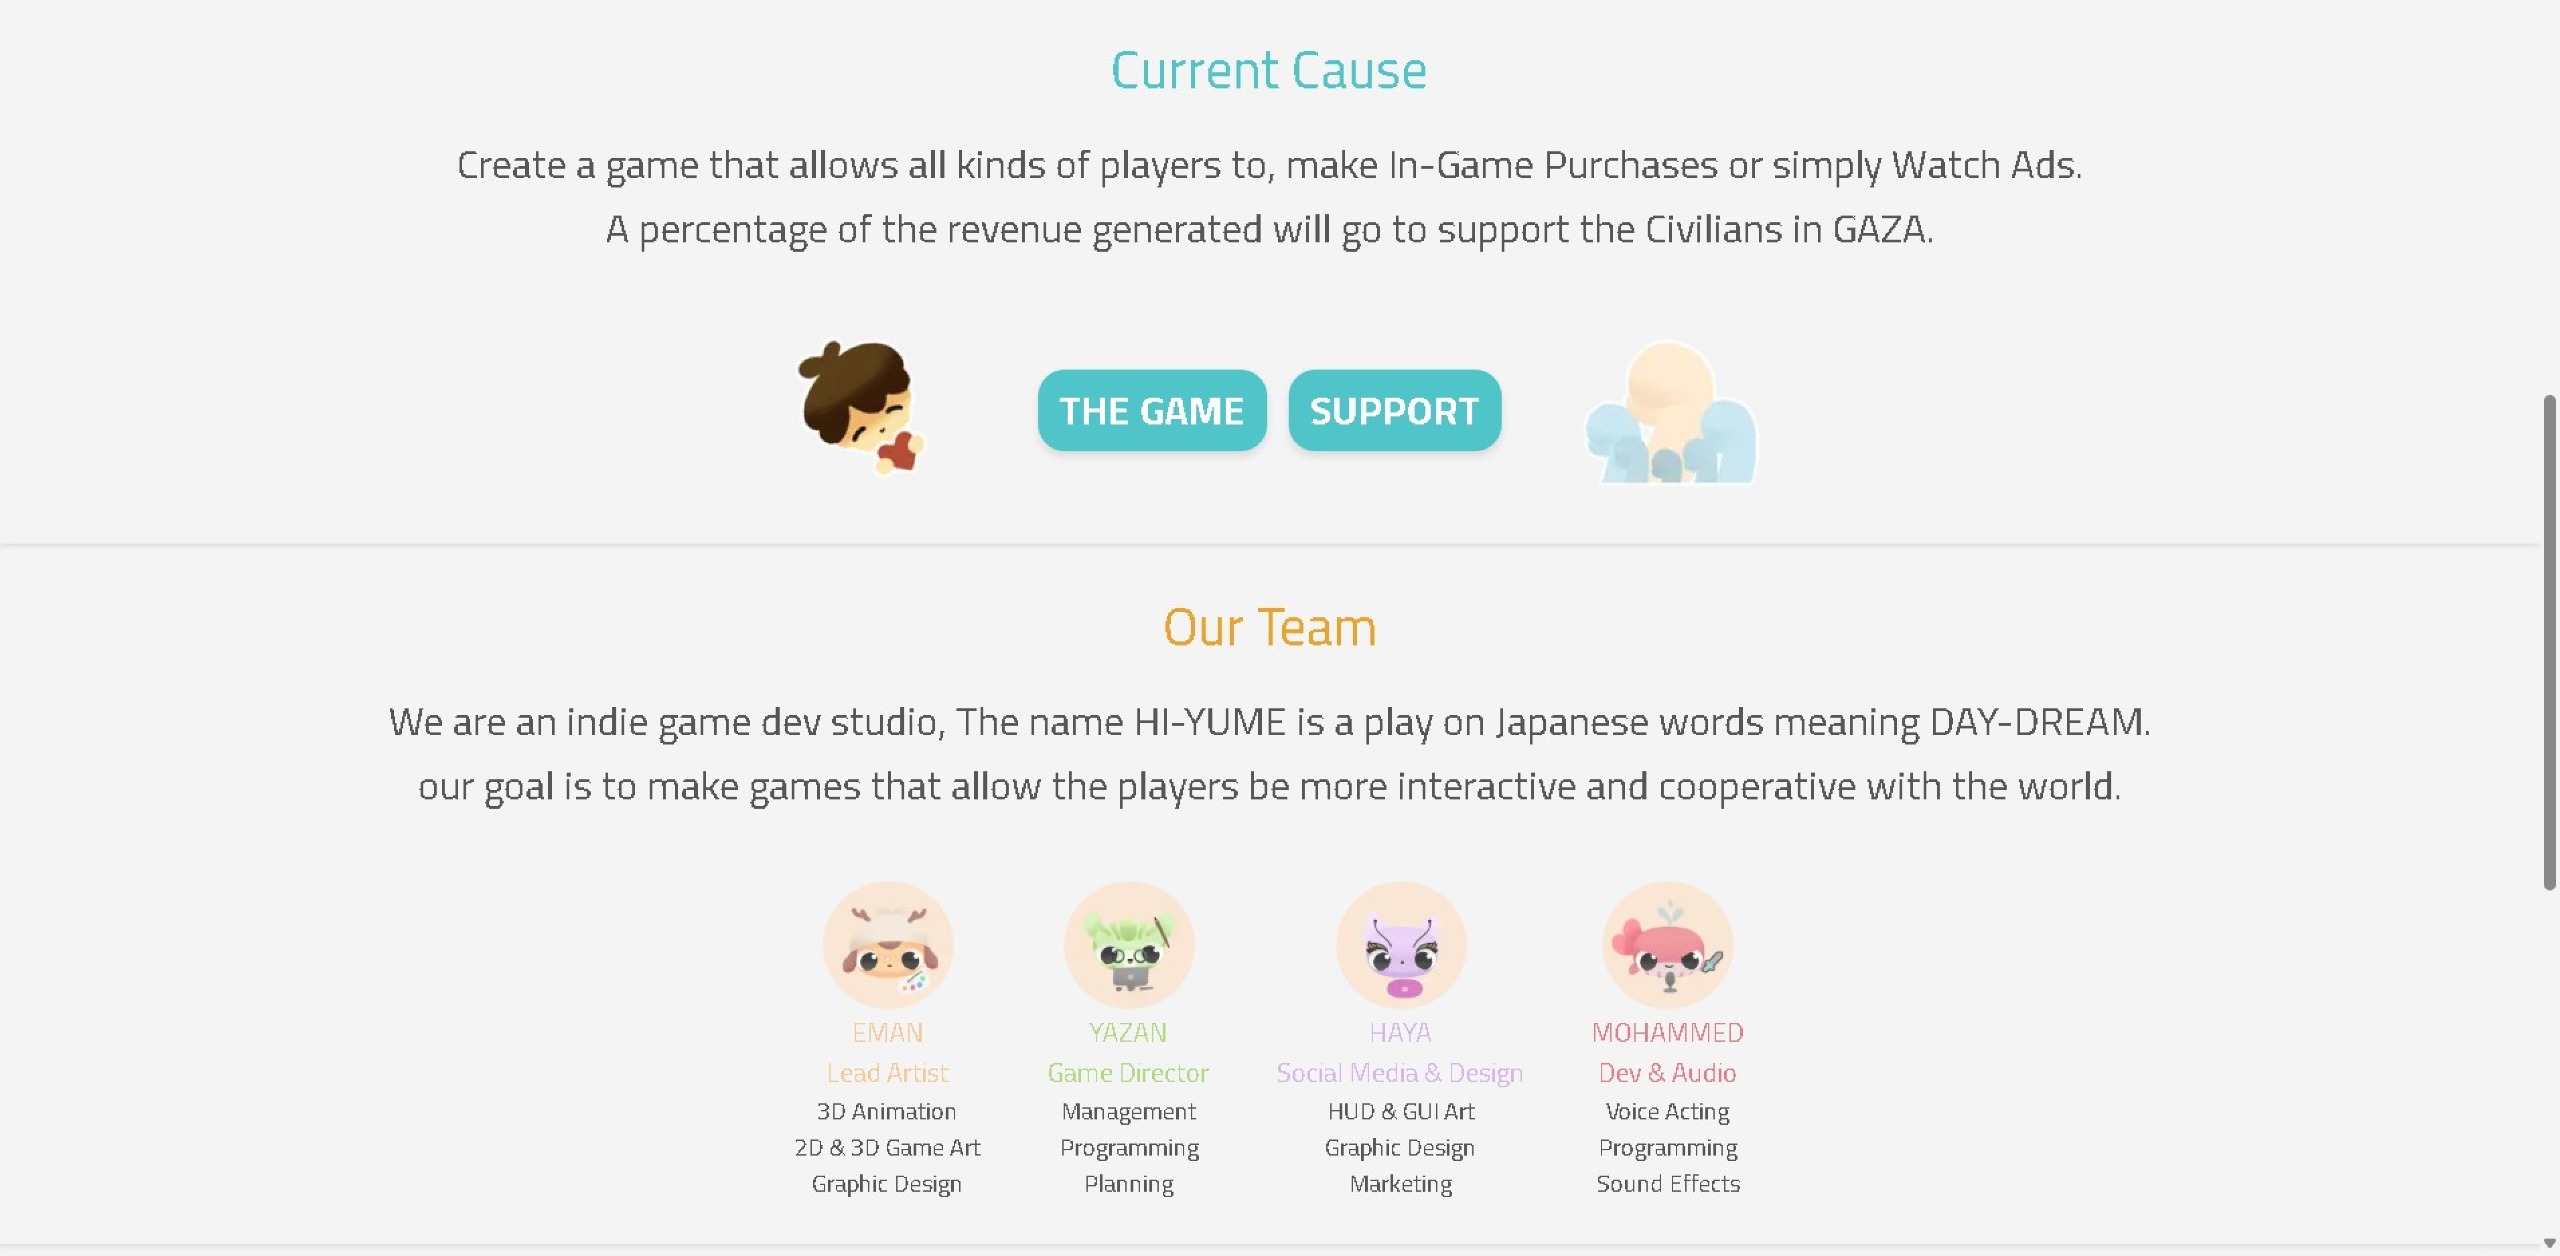 Current Cause
Create a game that allows all kinds of players to, make In-Game Purchases or simply Watch Ads.
A percentage of the revenue generated will go to support the Civilians in GAZA.
THE GAME
SUPPORT
Our Team
We are an indie game dev studio, The name HI-YUME is a play on Japanese words meaning DAY-DREAM.
our goal is to make games that allow the players be more interactive and cooperative with the world.
EMAN
Lead Artist
3D Animation
2D & 3D Game Art
Graphic Design
YAZAN
Game Director
Management
Programming
Planning
HAYA
Social Media & Design
HUD & GUI Art
Graphic Design
Marketing
MOHAMMED
Dev & Audio
Voice Acting
Programming
Sound Effects